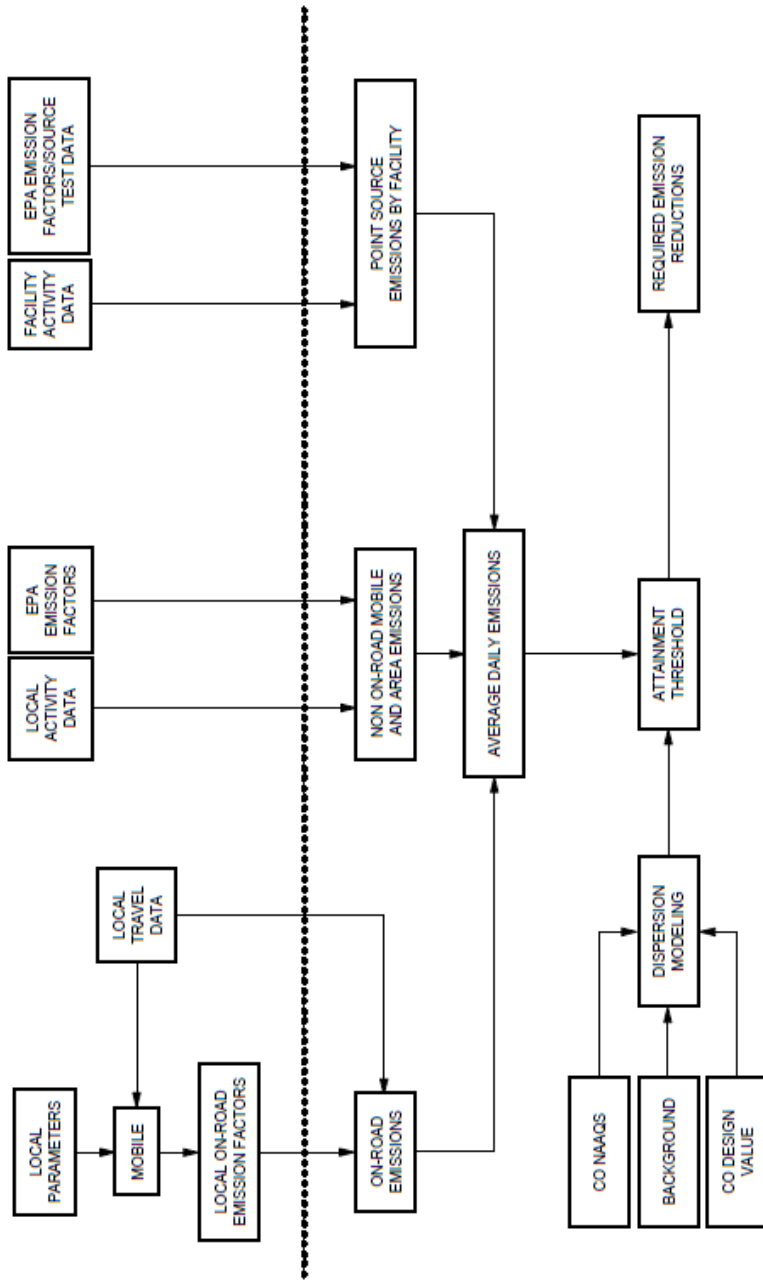 LOCAL
PARAMETERS
MOBILE
LOCAL ON-ROAD
EMISSION FACTORS
LOCAL
TRAVEL
DATA
LOCAL
ACTIVITY
DATA
EPA
EMISSION
FACTORS
FACILITY
ACTIVITY
DATA
EPA EMISSION
FACTORS/SOURCE
TEST DATA
ON-ROAD
EMISSIONS
NON ON-ROAD MOBILE
AND AREA EMISSIONS
POINT SOURCE
EMISSIONS BY FACILITY
AVERAGE DAILY EMISSIONS
CO NAAQS
BACKGROUND
CO DESIGN
VALUE
DISPERSION
MODELING
ATTAINMENT
THRESHOLD
REQUIRED EMISSION
REDUCTIONS